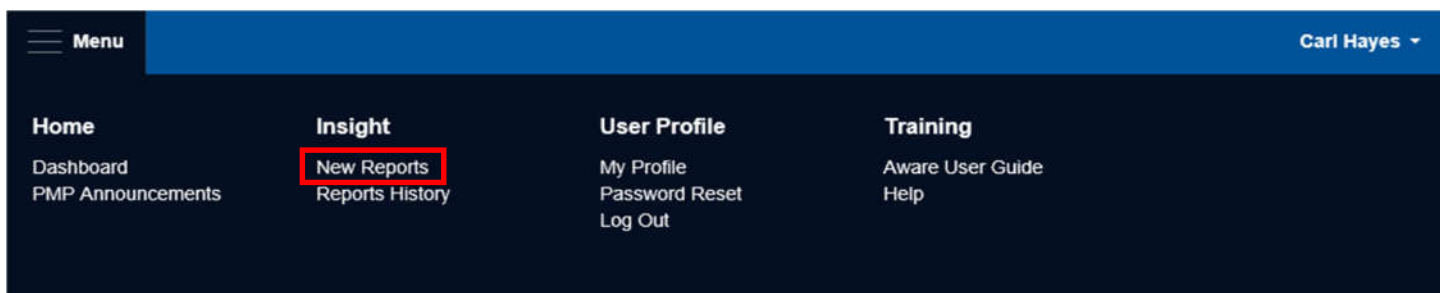 Menu
Carl Hayes
Home
Dashboard
PMP Announcements
Insight
New Reports
Reports History
User Profile
My Profile
Password Reset
Log Out
Training
Aware User Guide
Help